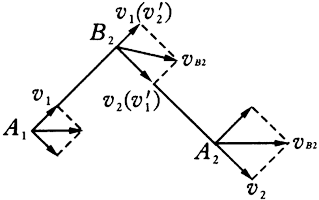 v₁(v₂′)
B₂
v_B2
v₁
v₂(v₁′)
A₁
A₂
v_B2
v₂